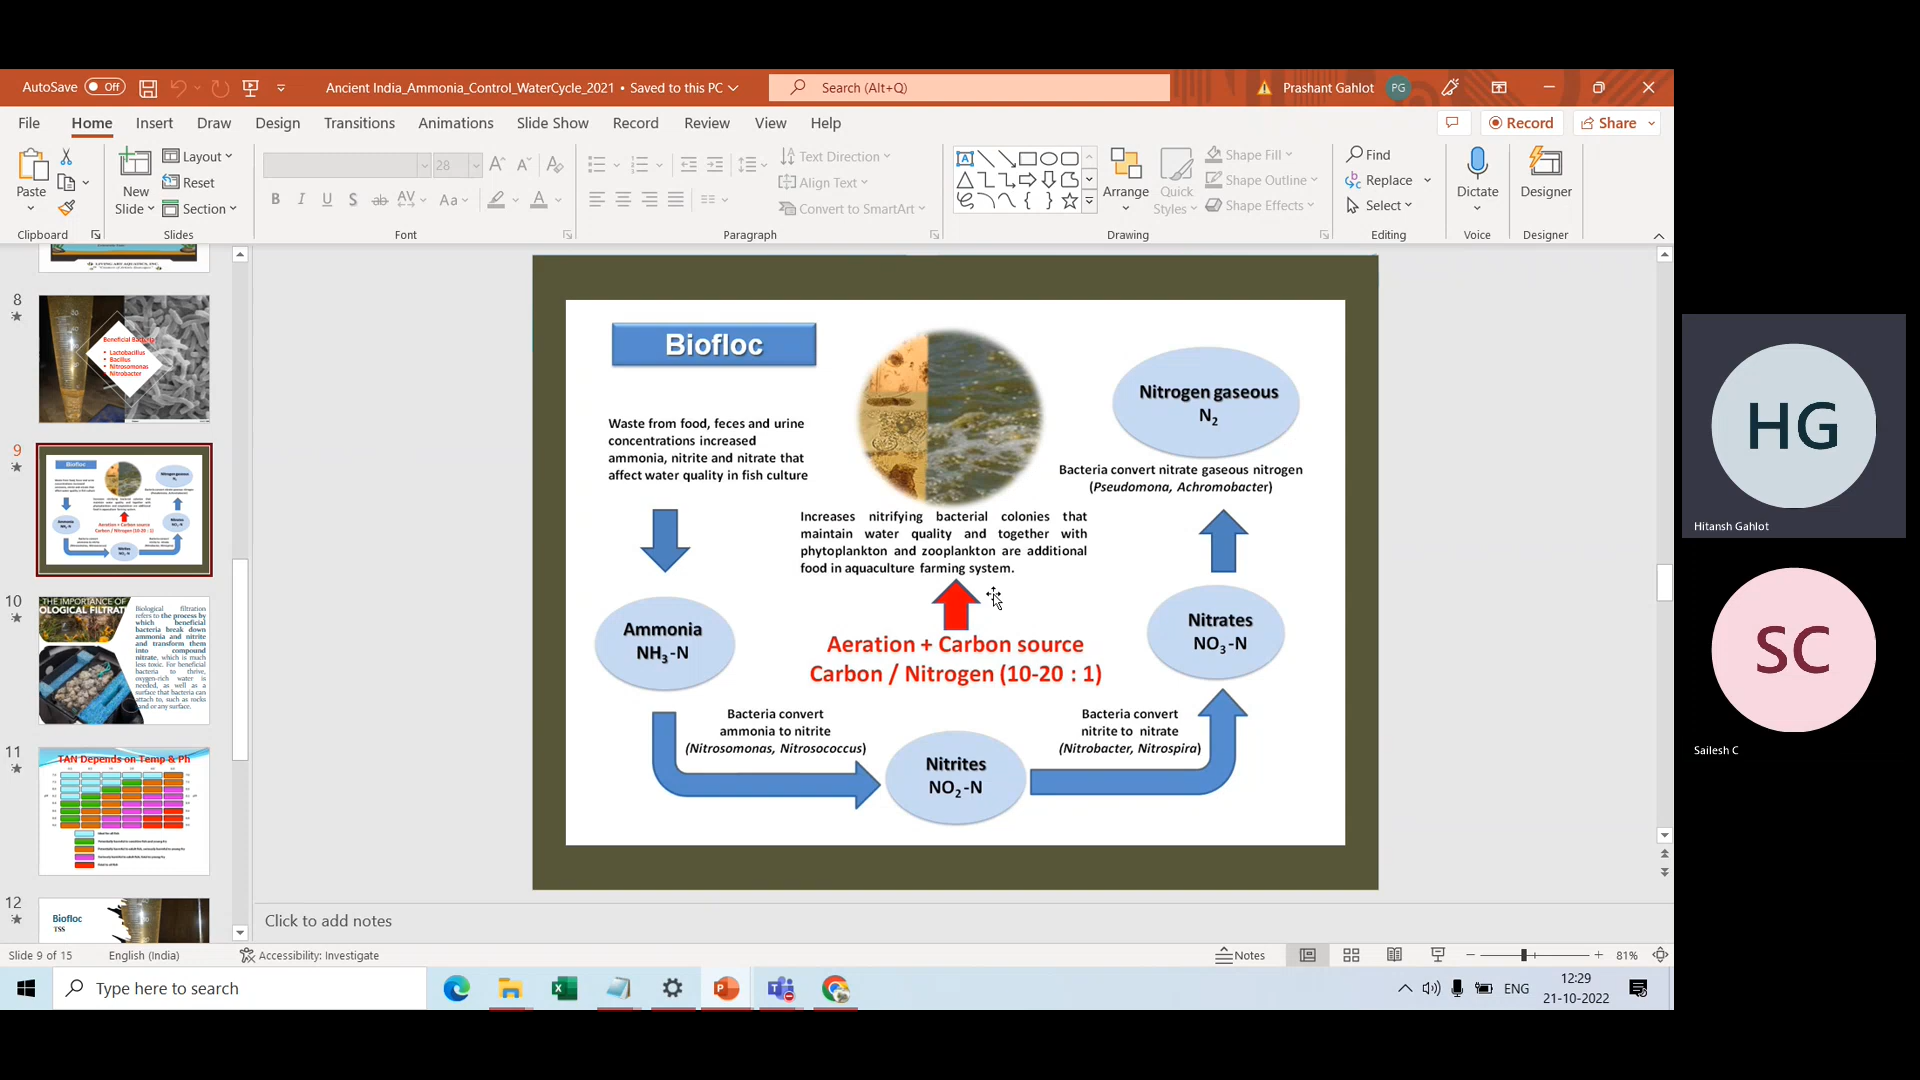 AutoSave Off
Ancient India_Ammonia_Control_WaterCycle_2021 • Saved to this PC
Search (Alt+Q)
Prashant Gahlot PG
File Home Insert Draw Design Transitions Animations Slide Show Record Review View Help
Record Share
Paste
New
Slide
Layout
Reset
Section
28
B I U S ab AV Aa A
Text Direction
Align Text
Convert to SmartArt
Arrange
Quick
Styles
Shape Fill
Shape Outline
Shape Effects
Find
Replace
Select
Dictate
Designer
Clipboard Slides Font Paragraph Drawing Editing Voice Designer
8
Beneficial Bacteria
Lactobacillus
Bacillus
Nitrosomonas
Nitrobacter
9
10
THE IMPORTANCE OF
Biological filtration
refers to the process by
which beneficial
bacteria break down
ammonia and nitrite
and transform them
into compound
nitrate, which is much
less toxic. For beneficial
bacteria to thrive,
oxygen-rich water is
needed, as well as a
surface that bacteria can
attach to, such as rocks
and or any surface.
11
TAN Depends on Temp & Ph
12
Biofloc
TSS
Biofloc
Waste from food, feces and urine
concentrations increased
ammonia, nitrite and nitrate that
affect water quality in fish culture
Nitrogen gaseous
N2
Bacteria convert nitrate gaseous nitrogen
(Pseudomona, Achromobacter)
Increases nitrifying bacterial colonies that
maintain water quality and together with
phytoplankton and zooplankton are additional
food in aquaculture farming system.
Ammonia
NH3-N
Aeration + Carbon source
Carbon / Nitrogen (10-20 : 1)
Nitrates
NO3-N
Bacteria convert
ammonia to nitrite
(Nitrosomonas, Nitrosococcus)
Bacteria convert
nitrite to nitrate
(Nitrobacter, Nitrospira)
Nitrites
NO2-N
Click to add notes
HG
Hitansh Gahlot
SC
Sailesh C
Slide 9 of 15 English (India) Accessibility: Investigate Notes 81%
Type here to search
ENG
12:29
21-10-2022